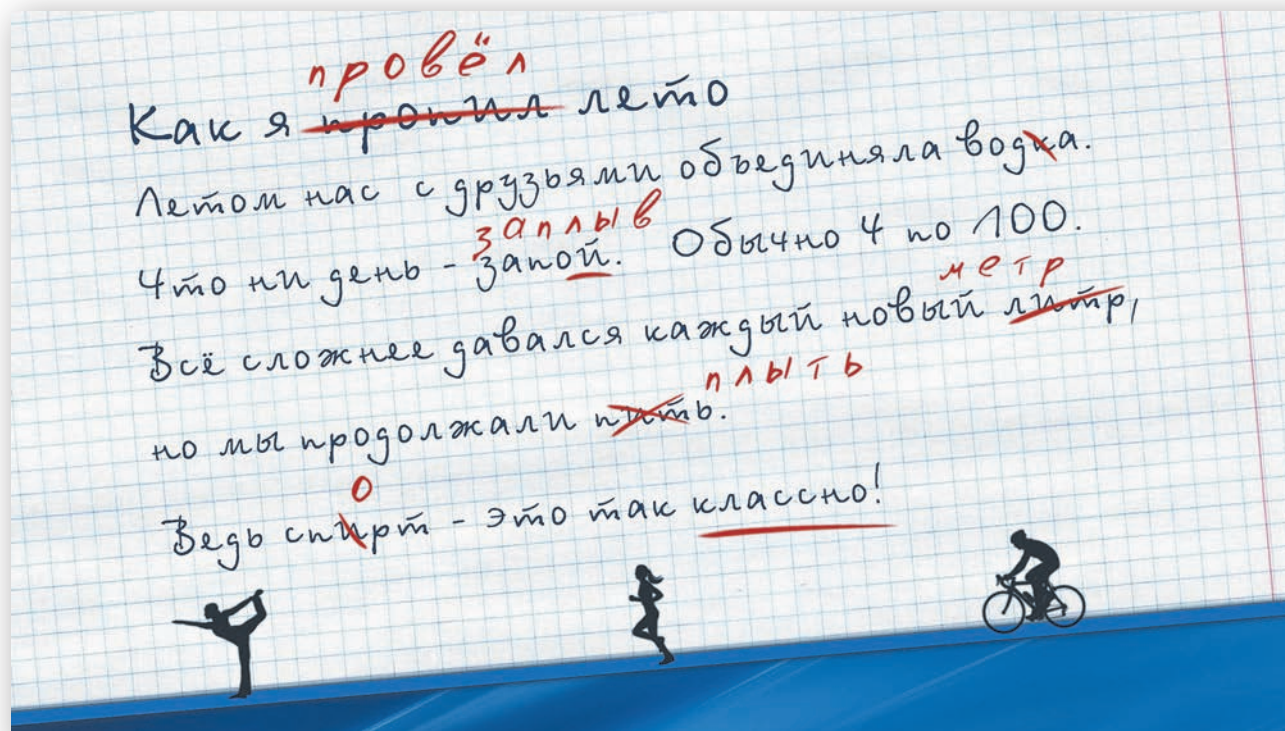 провёл
Как я пропил лето
Летом нас с друзьями объединяла водка.
заплыв
Что ни день - запой. Обычно 4 по 100.
метр
Всё сложнее давался каждый новый литр,
плыть
но мы продолжали пить.
о
Ведь спирт - это так классно!